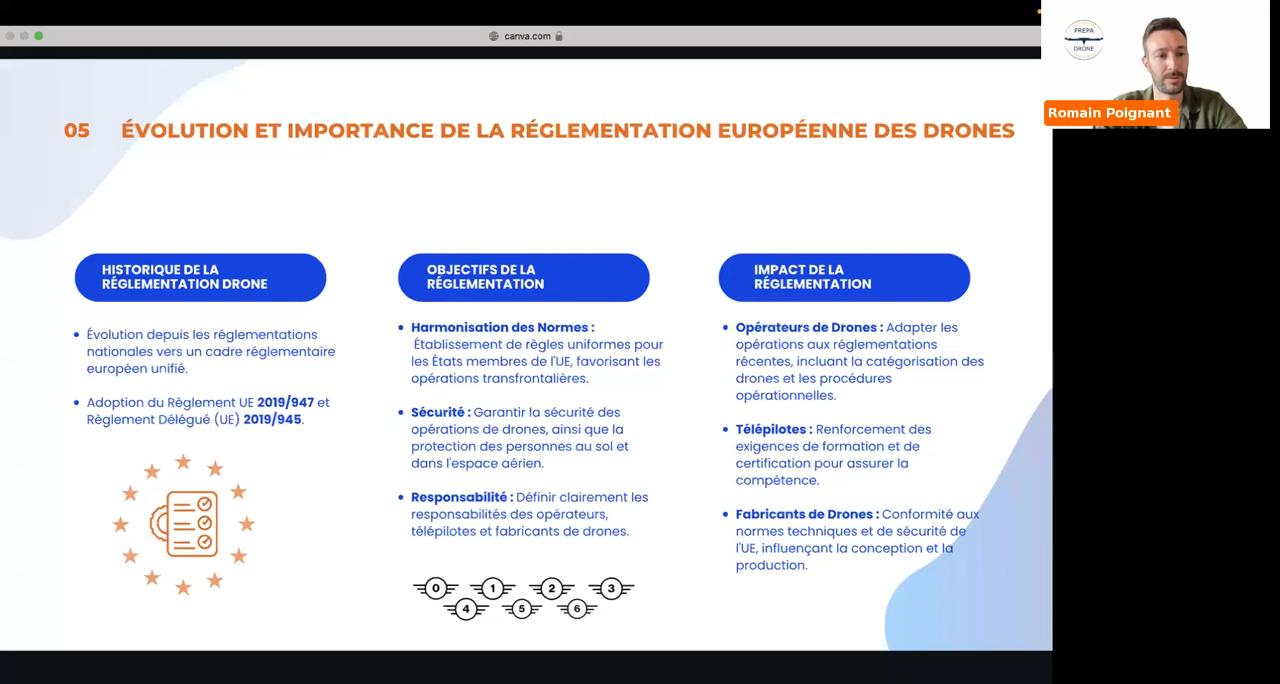 canva.com
PREPA
DRONE
Romain Poignant
05 ÉVOLUTION ET IMPORTANCE DE LA RÉGLEMENTATION EUROPÉENNE DES DRONES
HISTORIQUE DE LA
RÉGLEMENTATION DRONE
• Évolution depuis les réglementations
nationales vers un cadre réglementaire
européen unifié.
• Adoption du Règlement UE 2019/947 et
Règlement Délégué (UE) 2019/945.
OBJECTIFS DE LA
RÉGLEMENTATION
• Harmonisation des Normes :
Établissement de règles uniformes pour
les États membres de l'UE, favorisant les
opérations transfrontalières.
• Sécurité : Garantir la sécurité des
opérations de drones, ainsi que la
protection des personnes au sol et
dans l'espace aérien.
• Responsabilité : Définir clairement les
responsabilités des opérateurs,
télépilotes et fabricants de drones.
0 1 2 3
4 5 6
IMPACT DE LA
RÉGLEMENTATION
• Opérateurs de Drones : Adapter les
opérations aux réglementations
récentes, incluant la catégorisation des
drones et les procédures
opérationnelles.
• Télépilotes : Renforcement des
exigences de formation et de
certification pour assurer la
compétence.
• Fabricants de Drones : Conformité aux
normes techniques et de sécurité de
l'UE, influençant la conception et la
production.